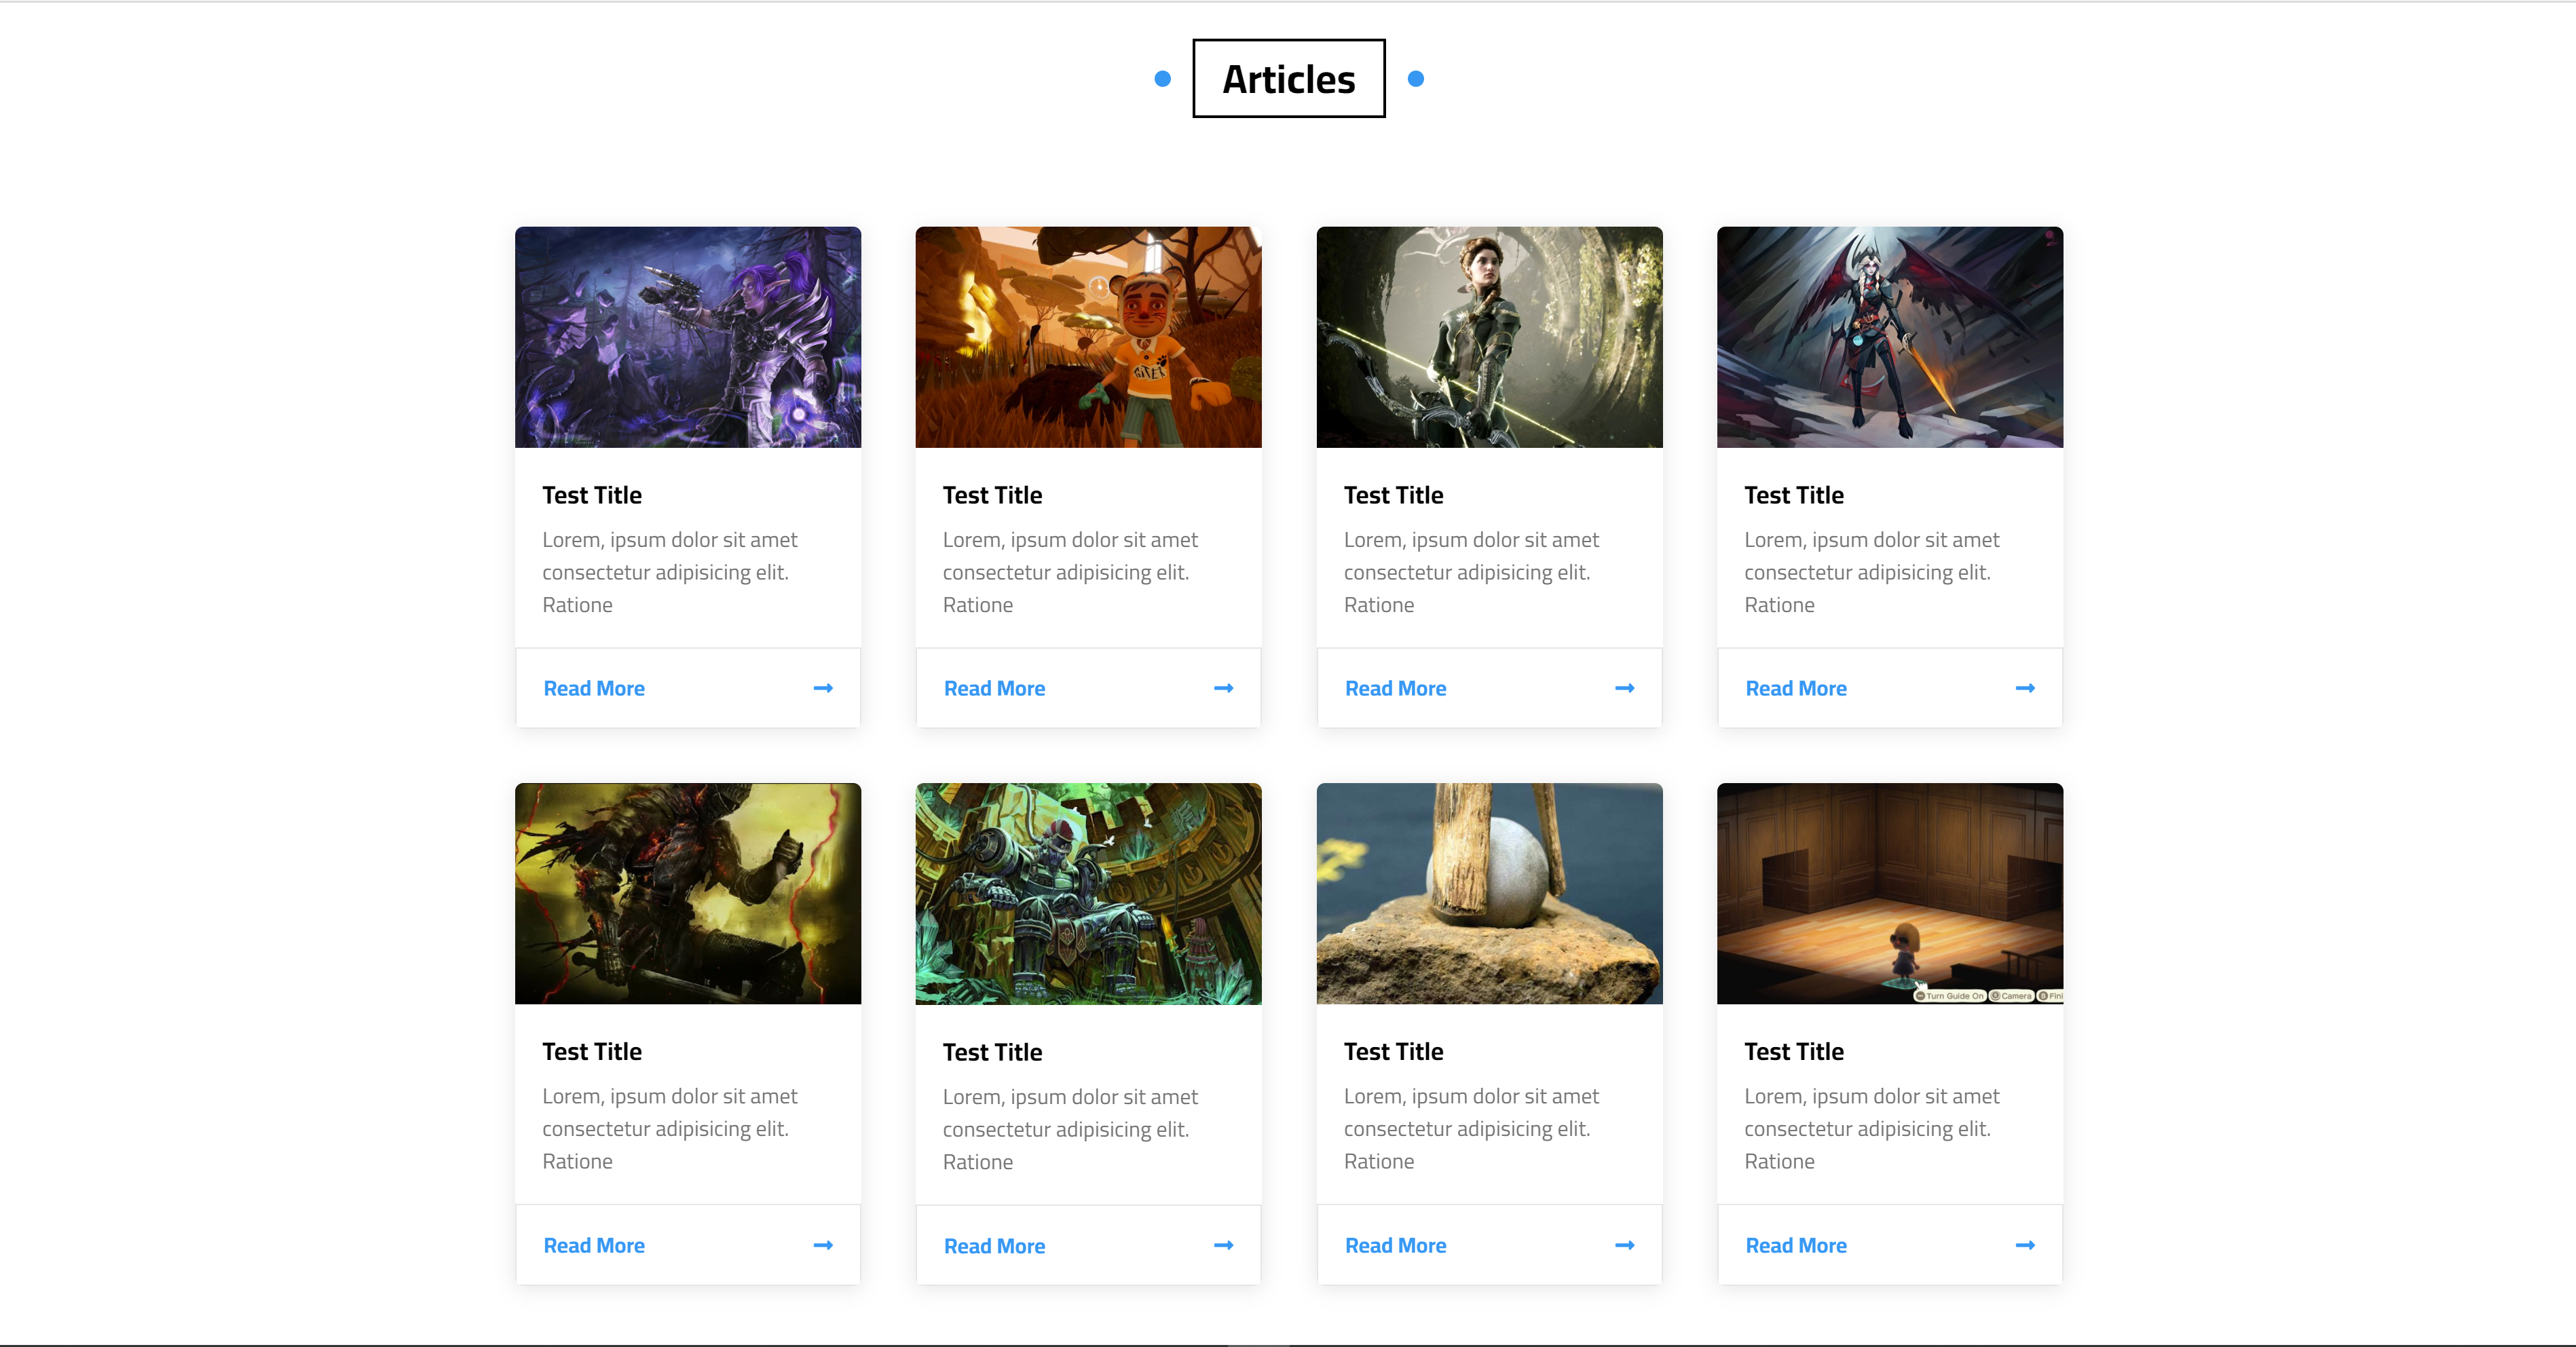 Articles
Test Title
Lorem, ipsum dolor sit amet
consectetur adipisicing elit.
Ratione
Read More
Test Title
Lorem, ipsum dolor sit amet
consectetur adipisicing elit.
Ratione
Read More
Test Title
Lorem, ipsum dolor sit amet
consectetur adipisicing elit.
Ratione
Read More
Test Title
Lorem, ipsum dolor sit amet
consectetur adipisicing elit.
Ratione
Read More
Turn Guide On Camera Fini
Test Title
Lorem, ipsum dolor sit amet
consectetur adipisicing elit.
Ratione
Read More
Test Title
Lorem, ipsum dolor sit amet
consectetur adipisicing elit.
Ratione
Read More
Test Title
Lorem, ipsum dolor sit amet
consectetur adipisicing elit.
Ratione
Read More
Test Title
Lorem, ipsum dolor sit amet
consectetur adipisicing elit.
Ratione
Read More